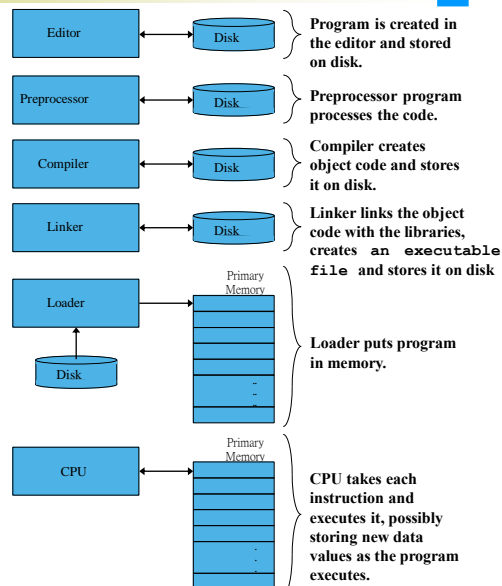 Editor
Disk
Program is created in
the editor and stored
on disk.
Preprocessor
Disk
Preprocessor program
processes the code.
Compiler
Disk
Compiler creates
object code and stores
it on disk.
Linker
Disk
Linker links the object
code with the libraries,
creates an executable
file and stores it on disk
Loader
Primary
Memory
Disk
Loader puts program
in memory.
CPU
Primary
Memory
CPU takes each
instruction and
executes it, possibly
storing new data
values as the program
executes.